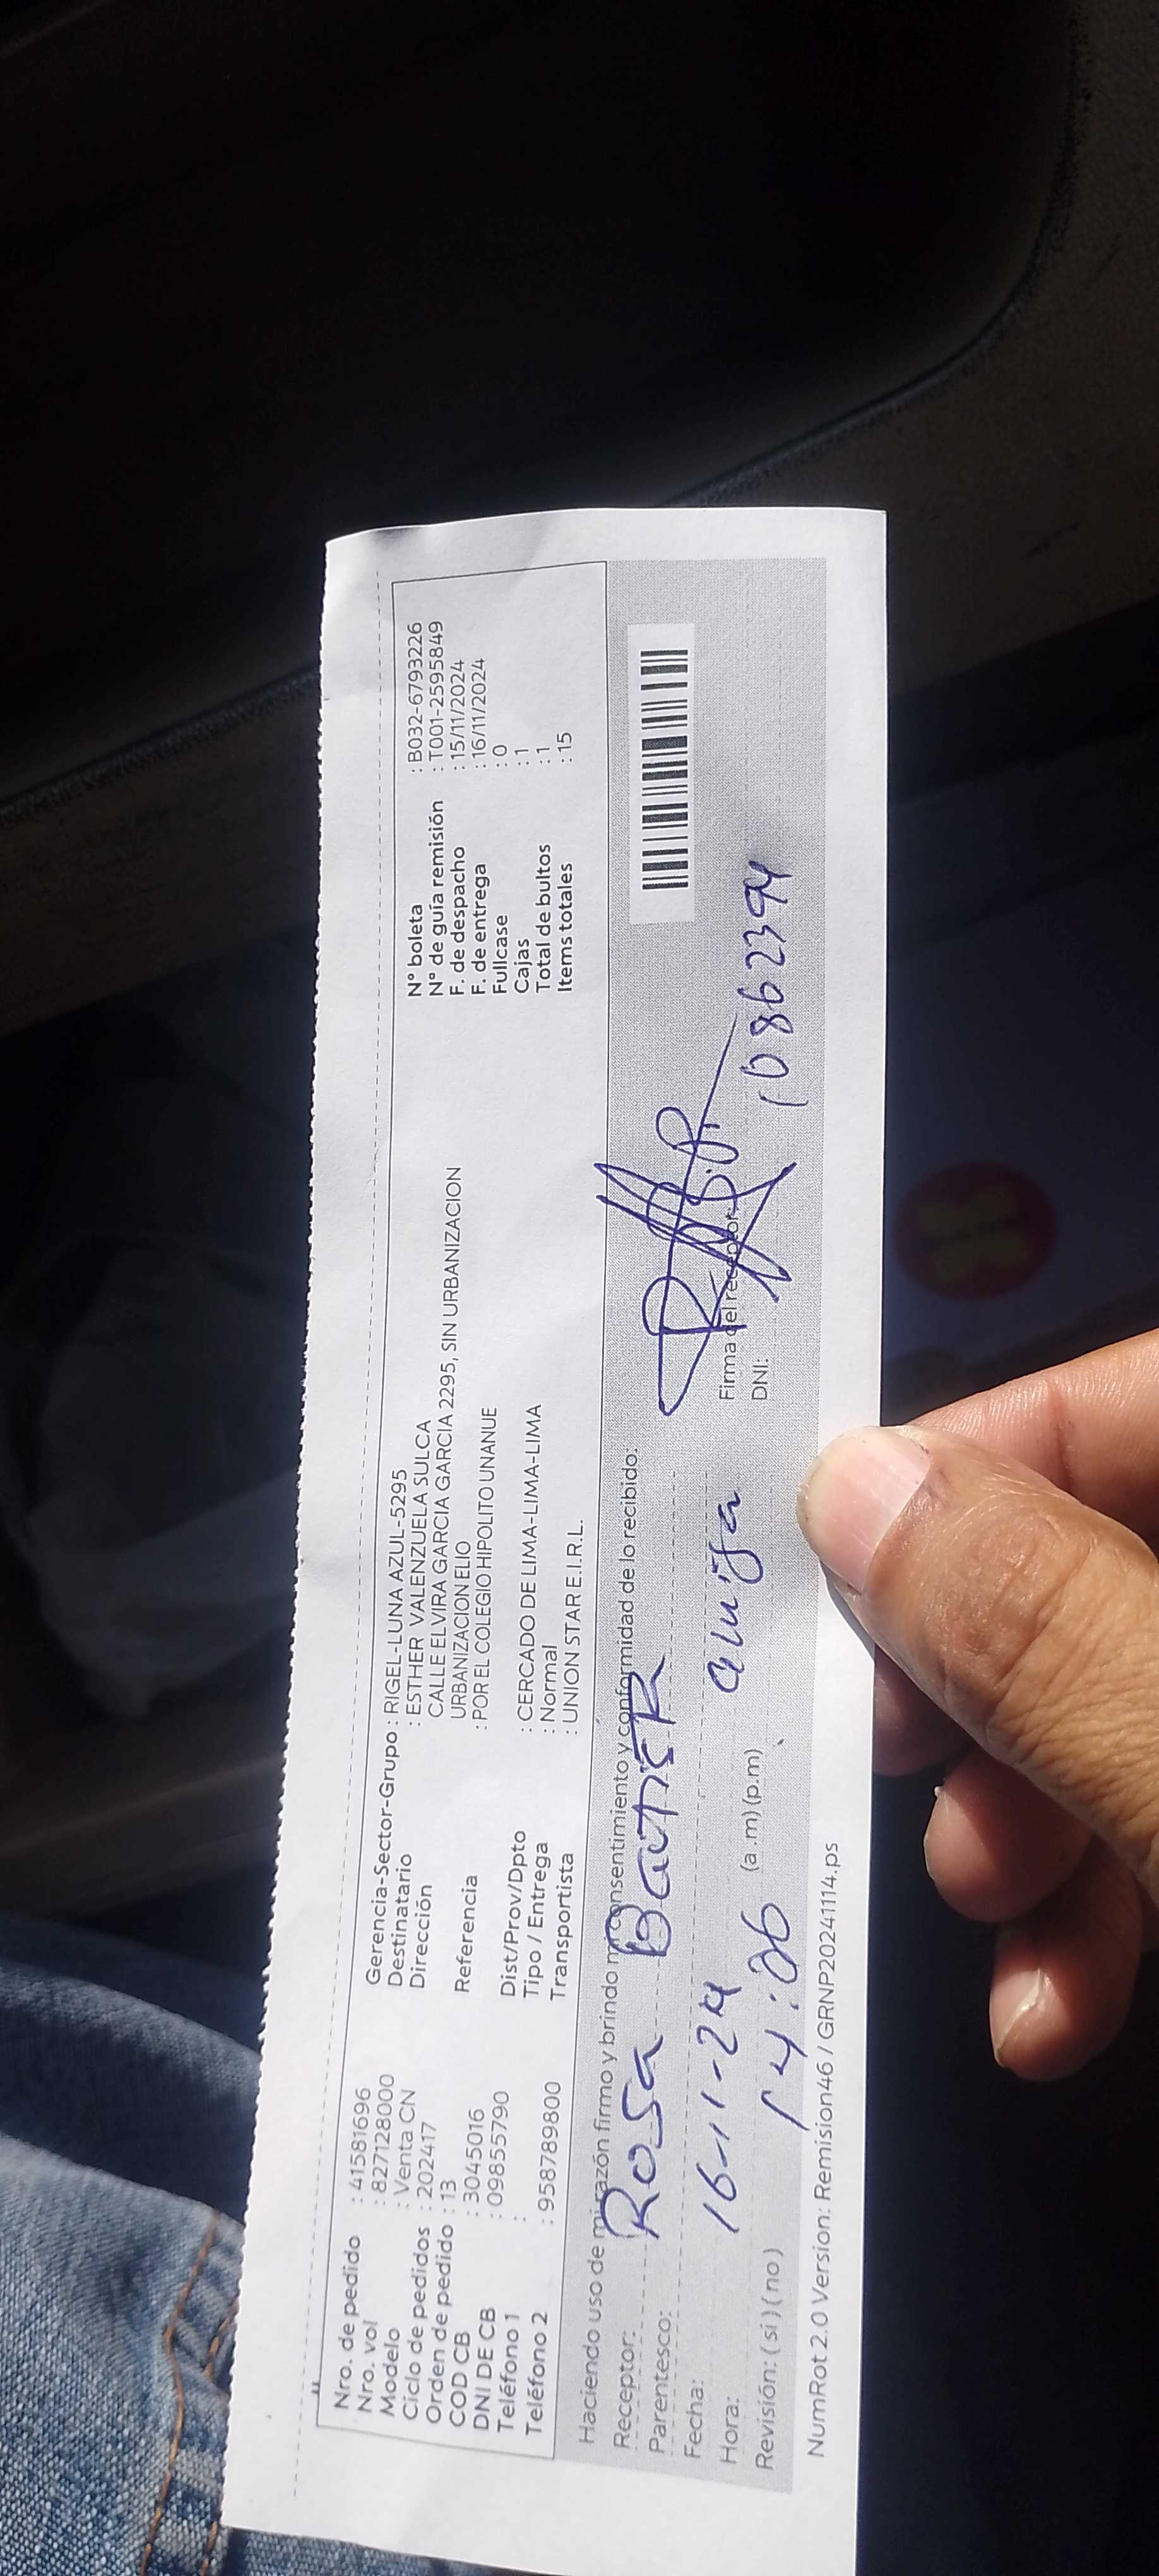 Nro. de pedido : 41581696
Nro. vol : 827128000
Modelo : Venta CN
Ciclo de pedidos : 202417
Orden de pedido : 13
COD CB : 3045016
DNI DE CB : 09855790
Teléfono 1 :
Teléfono 2 : 958789800
Gerencia-Sector-Grupo : RIGEL-LUNA AZUL-5295
Destinatario : ESTHER VALENZUELA SULCA
Dirección CALLE ELVIRA GARCIA GARCIA 2295, SIN URBANIZACION
URBANIZACION ELIO
Referencia : POR EL COLEGIO HIPOLITO UNANUE
Dist/Prov/Dpto : CERCADO DE LIMA-LIMA-LIMA
Tipo / Entrega : Normal
Transportista : UNION STAR E.I.R.L.
N° boleta : B032-6793226
N° de guía remisión : T001-2595849
F. de despacho : 15/11/2024
F. de entrega : 16/11/2024
Fullcase : 0
Cajas : 1
Total de bultos : 1
Items totales : 15
Haciendo uso de mi razón firmo y brindo mi consentimiento y conformidad de lo recibido:
Receptor: Rosa
Parentesco: amiga
Fecha: 16-11-24
Hora: 14:26 (a.m) (p.m)
Revisión: (si) (no)
Firma del receptor:
DNI: 10862394
NumRot 2.0 Version: Remision46 / GRNP20241114.ps